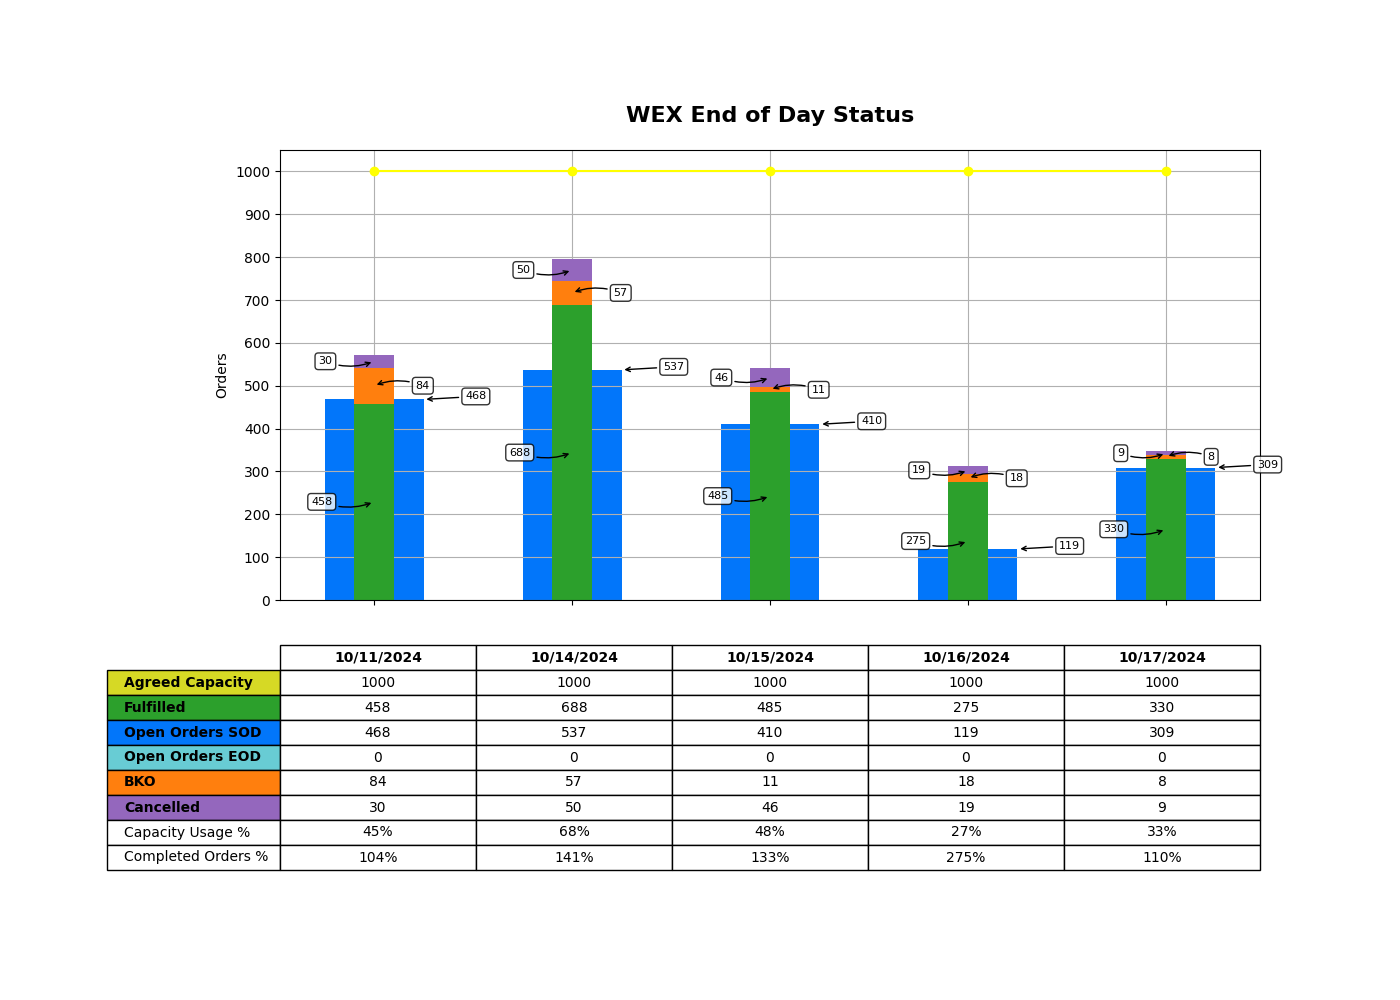 WEX End of Day Status
1000
900
800
700
600
500
400
300
200
100
0
Orders
30
84
468
458
50
57
537
688
46
11
410
485
19
18
119
275
9
8
309
330
10/11/2024 10/14/2024 10/15/2024 10/16/2024 10/17/2024
Agreed Capacity 1000 1000 1000 1000 1000
Fulfilled 458 688 485 275 330
Open Orders SOD 468 537 410 119 309
Open Orders EOD 0 0 0 0 0
BKO 84 57 11 18 8
Cancelled 30 50 46 19 9
Capacity Usage % 45% 68% 48% 27% 33%
Completed Orders % 104% 141% 133% 275% 110%